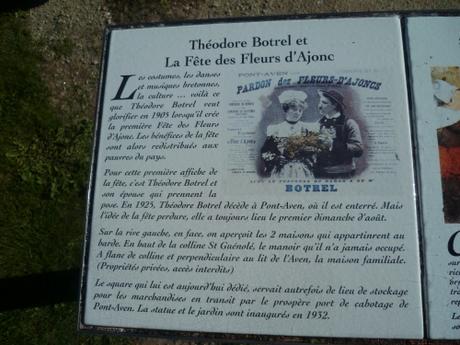 Théodore Botrel et
La Fête des Fleurs d'Ajonc
Les costumes, les danses
et musiques bretonnes,
la culture ... voilà ce
que Théodore Botrel veut
glorifier en 1905 lorsqu'il crée
la première Fête des Fleurs
d'Ajonc. Les bénéfices de la fête
sont alors redistribués aux
pauvres du pays.
PONT-AVEN
PARDON des FLEURS-D'AJONCS
BOTREL
Pour cette première affiche de
la fête, c'est Théodore Botrel et
son épouse qui prennent la
pose. En 1925, Théodore Botrel décède à Pont-Aven, où il est enterré. Mais
l'idée de la fête perdure, elle a toujours lieu le premier dimanche d'août.
Sur la rive gauche, en face, on aperçoit les 2 maisons qui appartinrent au
barde. En haut de la colline St Guénolé, le manoir qu'il n'a jamais occupé.
A flanc de colline et perpendiculaire au lit de l'Aven, la maison familiale.
(Propriétés privées, accès interdits)
Le square qui lui est aujourd'hui dédié, servait autrefois de lieu de stockage
pour les marchandises en transit par le prospère port de cabotage de
Pont-Aven. La statue et le jardin sont inaugurés en 1932.